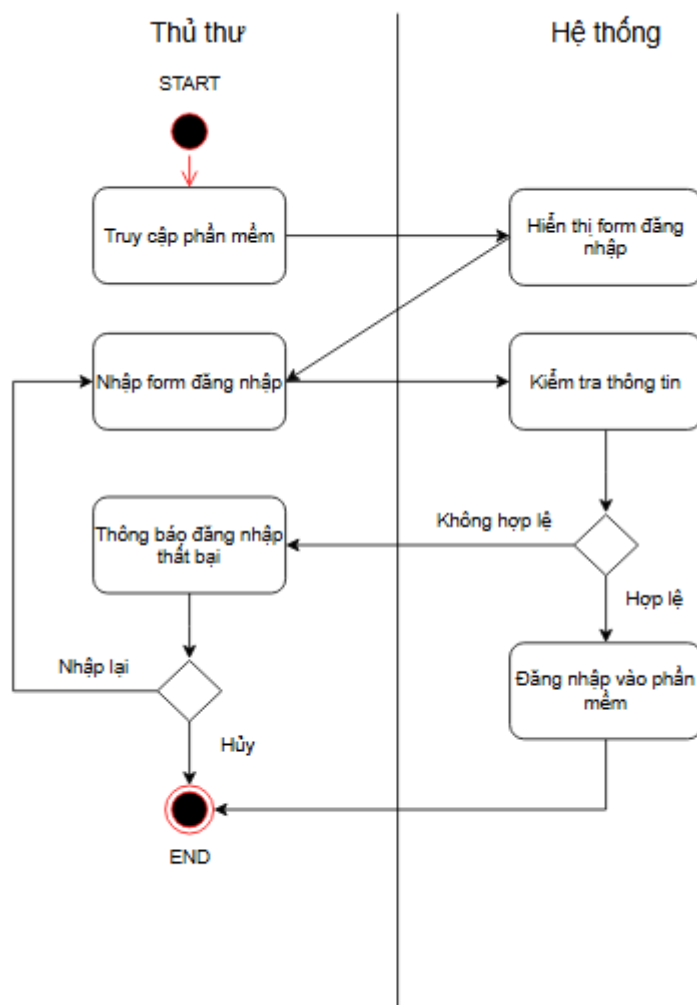 Thủ thư
Hệ thống
START
Truy cập phần mềm
Hiển thị form đăng
nhập
Nhập form đăng nhập
Kiểm tra thông tin
Thông báo đăng nhập
thất bại
Không hợp lệ
Hợp lệ
Nhập lại
Đăng nhập vào phần
mềm
Hủy
END